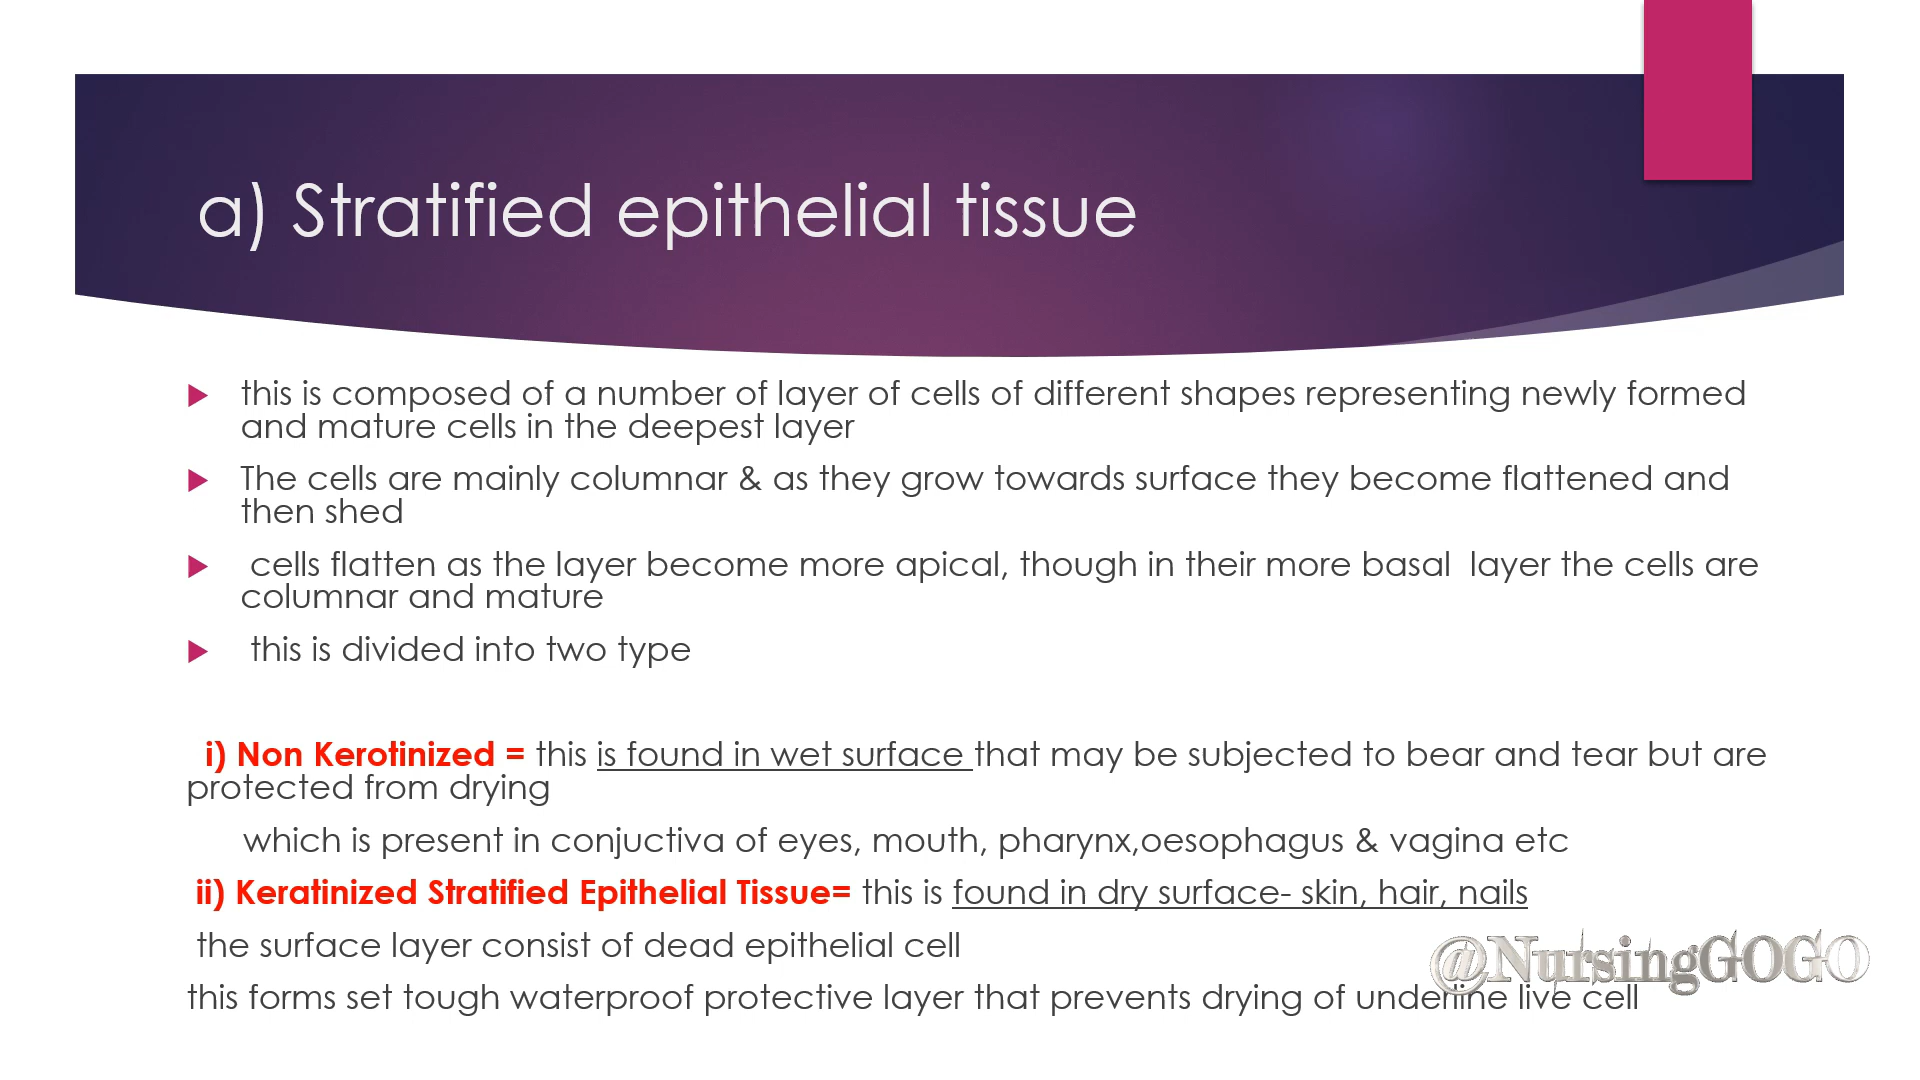 a) Stratified epithelial tissue
this is composed of a number of layer of cells of different shapes representing newly formed
and mature cells in the deepest layer
The cells are mainly columnar & as they grow towards surface they become flattened and
then shed
cells flatten as the layer become more apical, though in their more basal layer the cells are
columnar and mature
this is divided into two type
i) Non Kerotinized = this is found in wet surface that may be subjected to bear and tear but are
protected from drying
which is present in conjuctiva of eyes, mouth, pharynx,oesophagus & vagina etc
ii) Keratinized Stratified Epithelial Tissue= this is found in dry surface- skin, hair, nails
the surface layer consist of dead epithelial cell
@NursingGOGO
this forms set tough waterproof protective layer that prevents drying of underline live cell